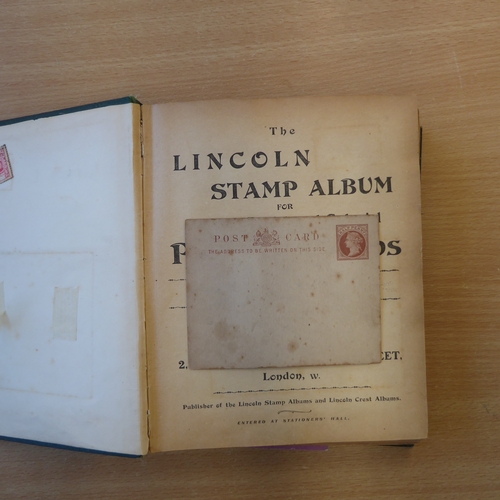 The
LINCOLN
STAMP ALBUM
FOR
POST CARD
THE ADDRESS TO BE WRITTEN ON THIS SIDE
2.
London, W.
Publisher of the Lincoln Stamp Albums and Lincoln Crest Albums.
ENTERED AT STATIONERS' HALL.